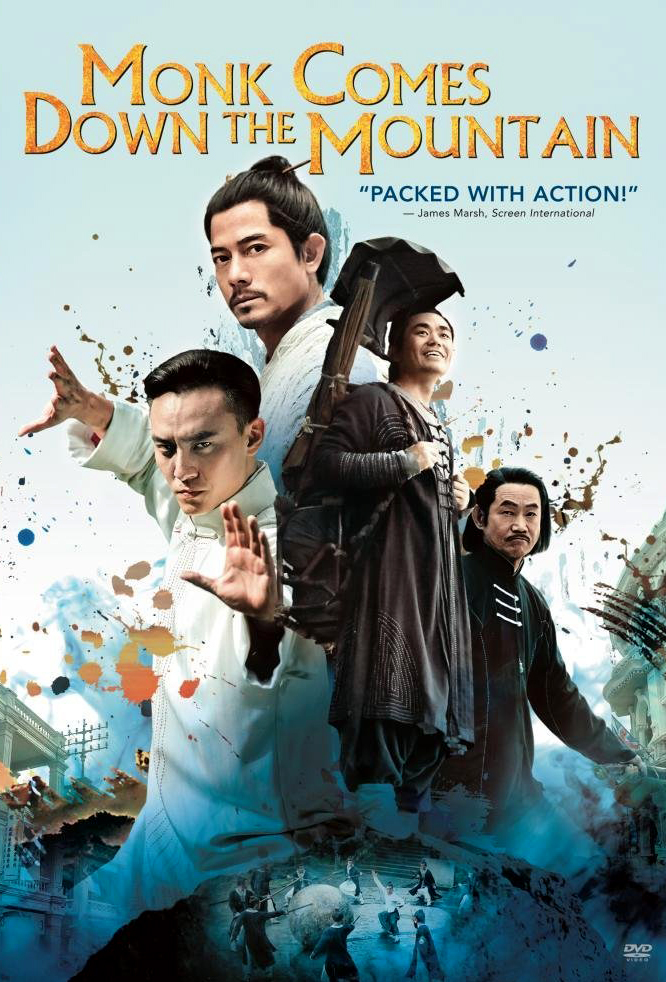 MONK COMES
DOWN THE MOUNTAIN
“PACKED WITH ACTION!”
— James Marsh, Screen International
DVD
VIDEO